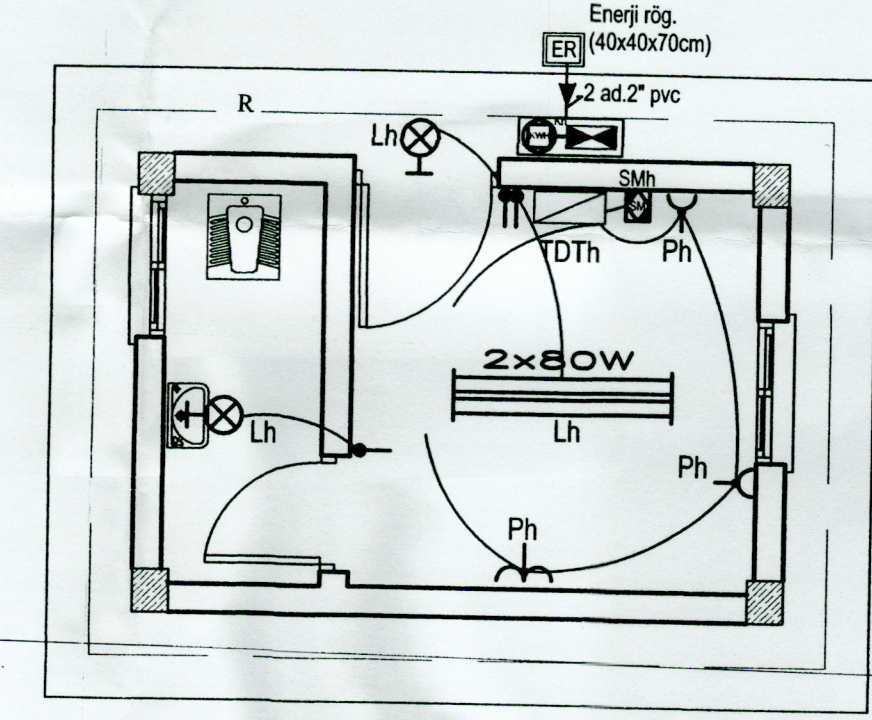 Enerji rög.
ER (40x40x70cm)
2 ad.2" pvc
R
Lh
KWH
SMh
SM
TDTh
Ph
2x80W
Lh
Lh
Ph
Ph